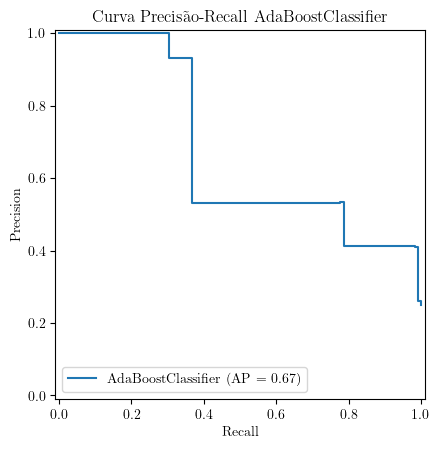 Curva Precisão-Recall AdaBoostClassifier
1.0
0.8
0.6
0.4
0.2
0.0
Precision
AdaBoostClassifier (AP = 0.67)
0.0 0.2 0.4 0.6 0.8 1.0
Recall